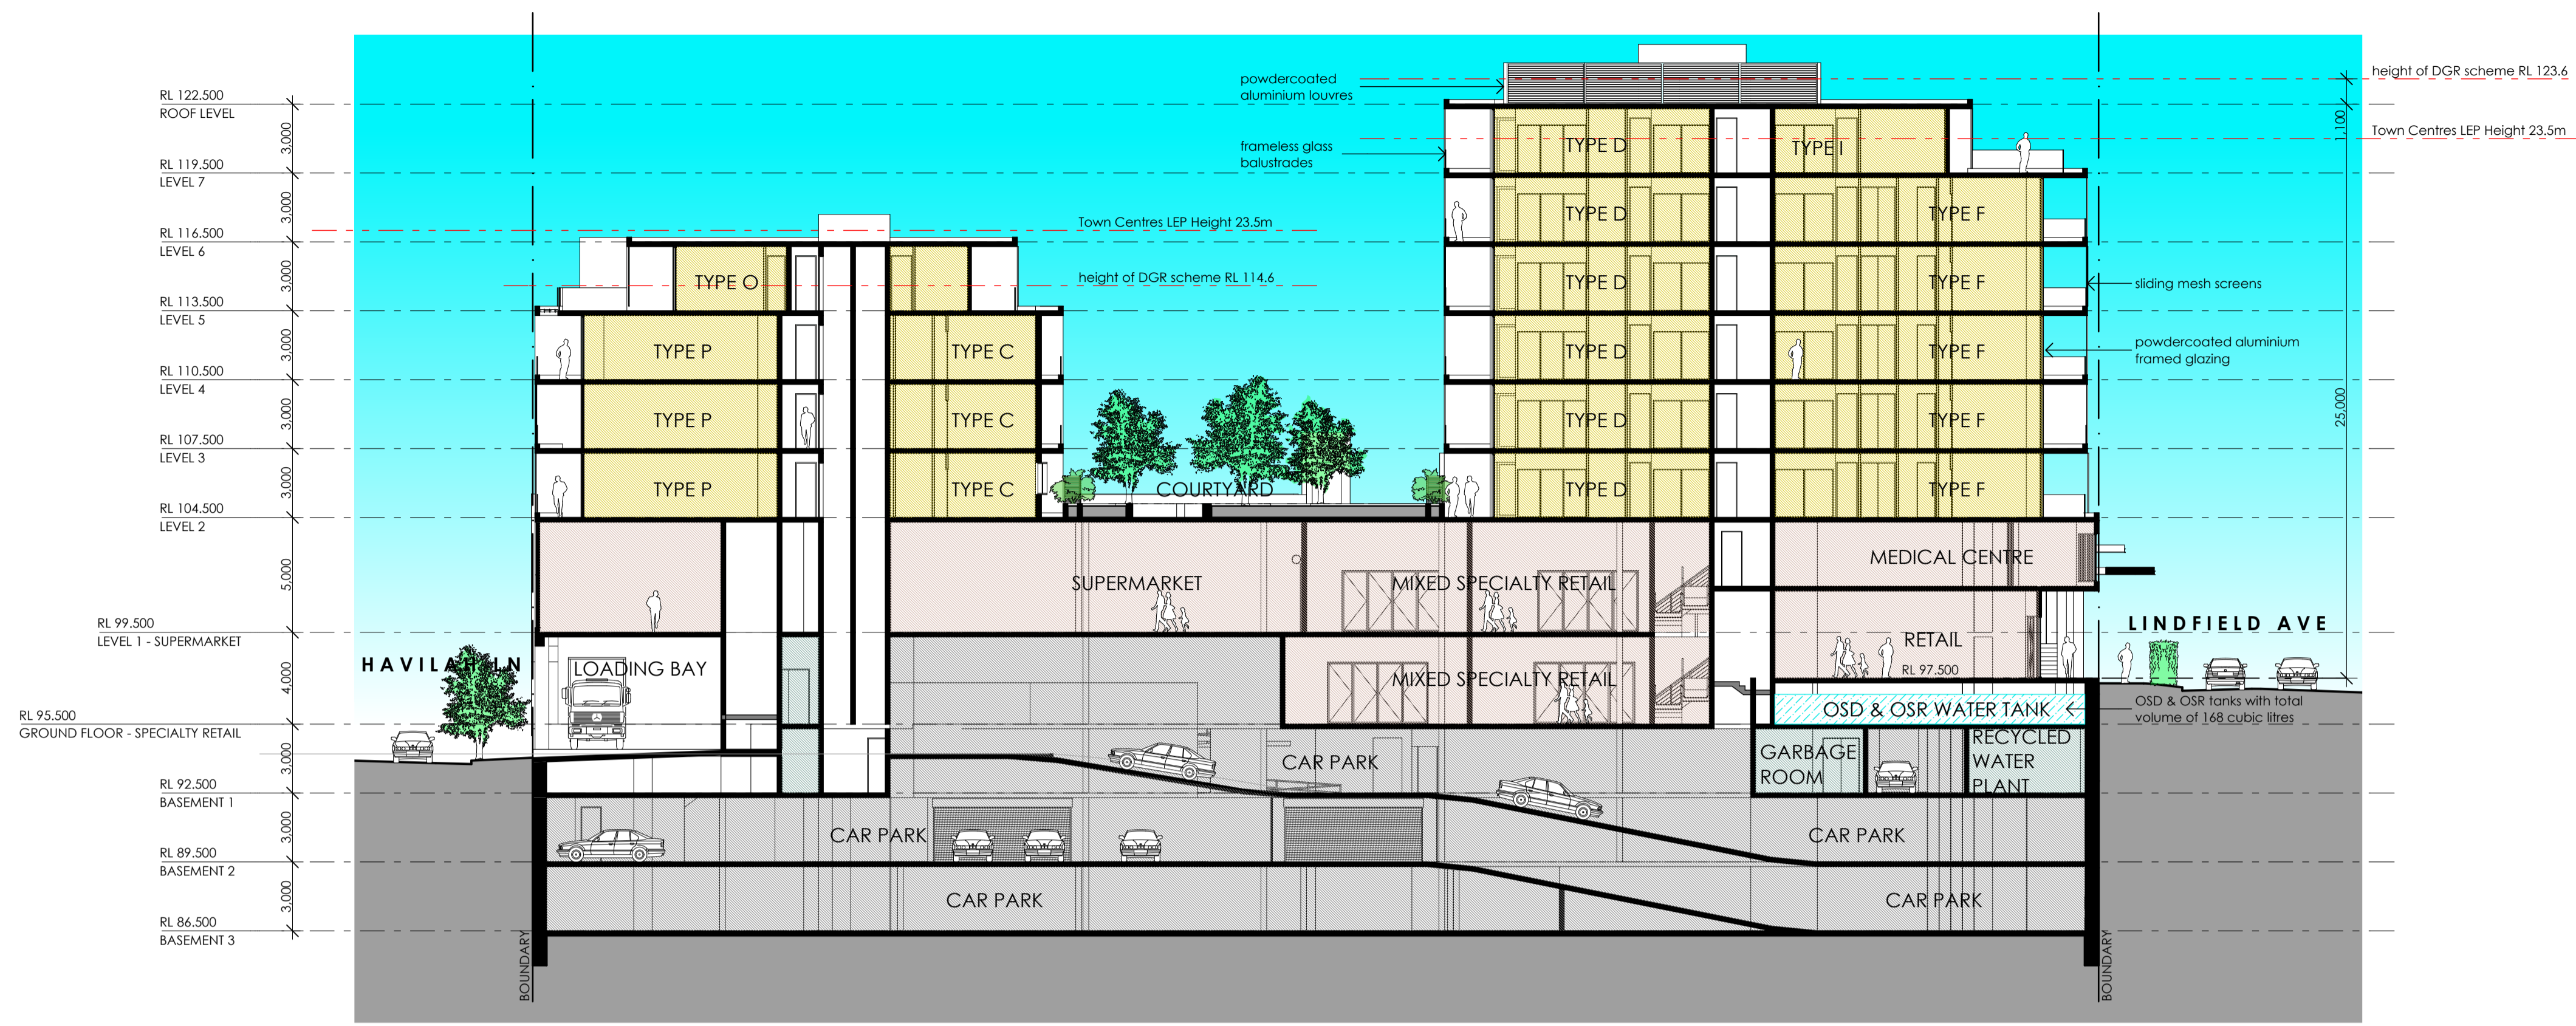 RL 122.500
ROOF LEVEL
3,000
RL 119.500
LEVEL 7
3,000
RL 116.500
LEVEL 6
3,000
RL 113.500
LEVEL 5
3,000
RL 110.500
LEVEL 4
3,000
RL 107.500
LEVEL 3
3,000
RL 104.500
LEVEL 2
5,000
RL 99.500
LEVEL 1 - SUPERMARKET
4,000
RL 95.500
GROUND FLOOR - SPECIALTY RETAIL
3,000
RL 92.500
BASEMENT 1
3,000
RL 89.500
BASEMENT 2
3,000
RL 86.500
BASEMENT 3
HAVILAH LN
BOUNDARY
TYPE O
TYPE P
TYPE C
TYPE P
TYPE C
TYPE P
TYPE C
Town Centres LEP Height 23.5m
height of DGR scheme RL 114.6
powdercoated
aluminium louvres
frameless glass
balustrades
COURTYARD
TYPE D
TYPE I
TYPE D
TYPE F
TYPE D
TYPE F
TYPE D
TYPE F
TYPE D
TYPE F
TYPE D
TYPE F
SUPERMARKET
MIXED SPECIALTY RETAIL
MEDICAL CENTRE
LOADING BAY
MIXED SPECIALTY RETAIL
RETAIL
RL 97.500
OSD & OSR WATER TANK
CAR PARK
GARBAGE
ROOM
RECYCLED
WATER
PLANT
CAR PARK
CAR PARK
CAR PARK
CAR PARK
height of DGR scheme RL 123.6
1,100
Town Centres LEP Height 23.5m
sliding mesh screens
powdercoated aluminium
framed glazing
25,000
LINDFIELD AVE
OSD & OSR tanks with total
volume of 168 cubic litres
BOUNDARY